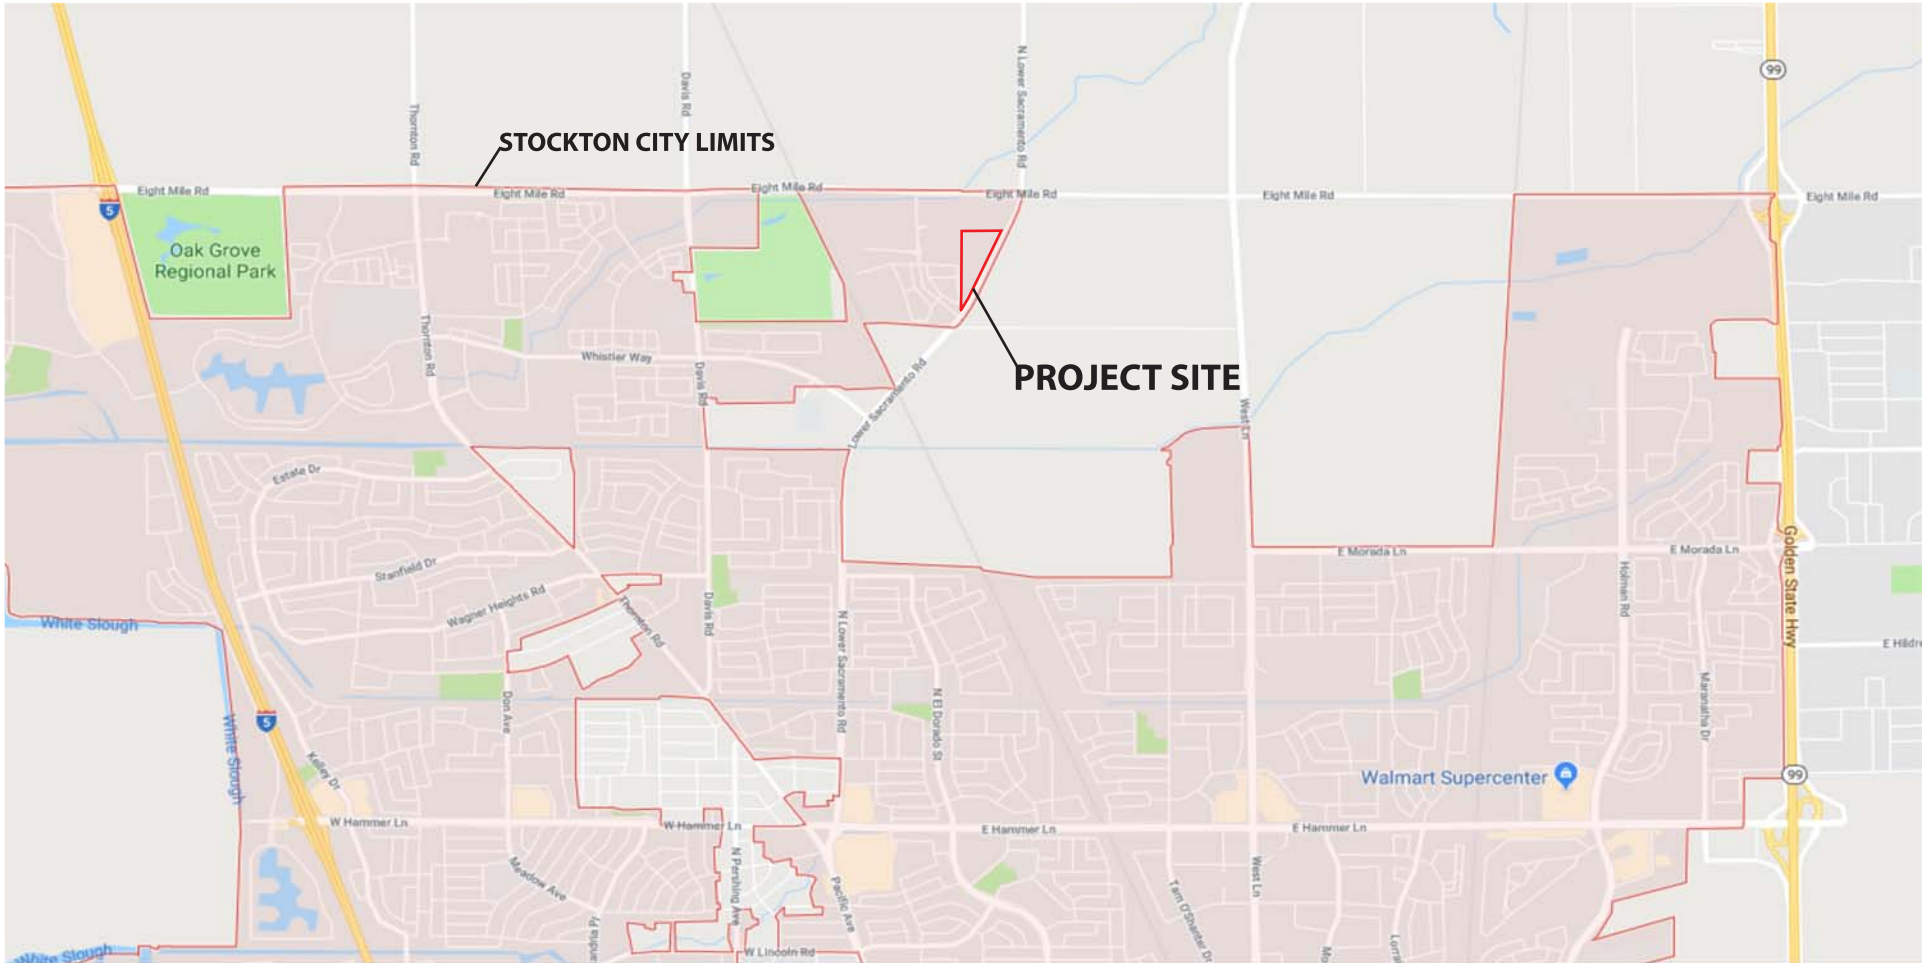 99
N Lower Sacramento Rd
Davis Rd
Thornton Rd
STOCKTON CITY LIMITS
Eight Mile Rd
Eight Mile Rd
Eight Mile Rd
Eight Mile Rd
Eight Mile Rd
Eight Mile Rd
5
Oak Grove
Regional Park
Thornton Rd
Whistler Way
Davis Rd
Lower Sacramento Rd
PROJECT SITE
West Ln
Estate Dr
Stanfield Dr
Wagner Heights Rd
Thornton Rd
Davis Rd
N Lower Sacramento Rd
E Morada Ln
E Morada Ln
Holman Rd
Golden State Hwy
White Slough
E Hildr
White Slough
5
Don Ave
N El Dorado St
Maranatha Dr
Kelley Dr
Walmart Supercenter
99
W Hammer Ln
W Hammer Ln
E Hammer Ln
E Hammer Ln
Meadow Ave
N Pershing Ave
Pacific Ave
West Ln
Tam O'Shanter Dr
W Lincoln Rd
White Slough